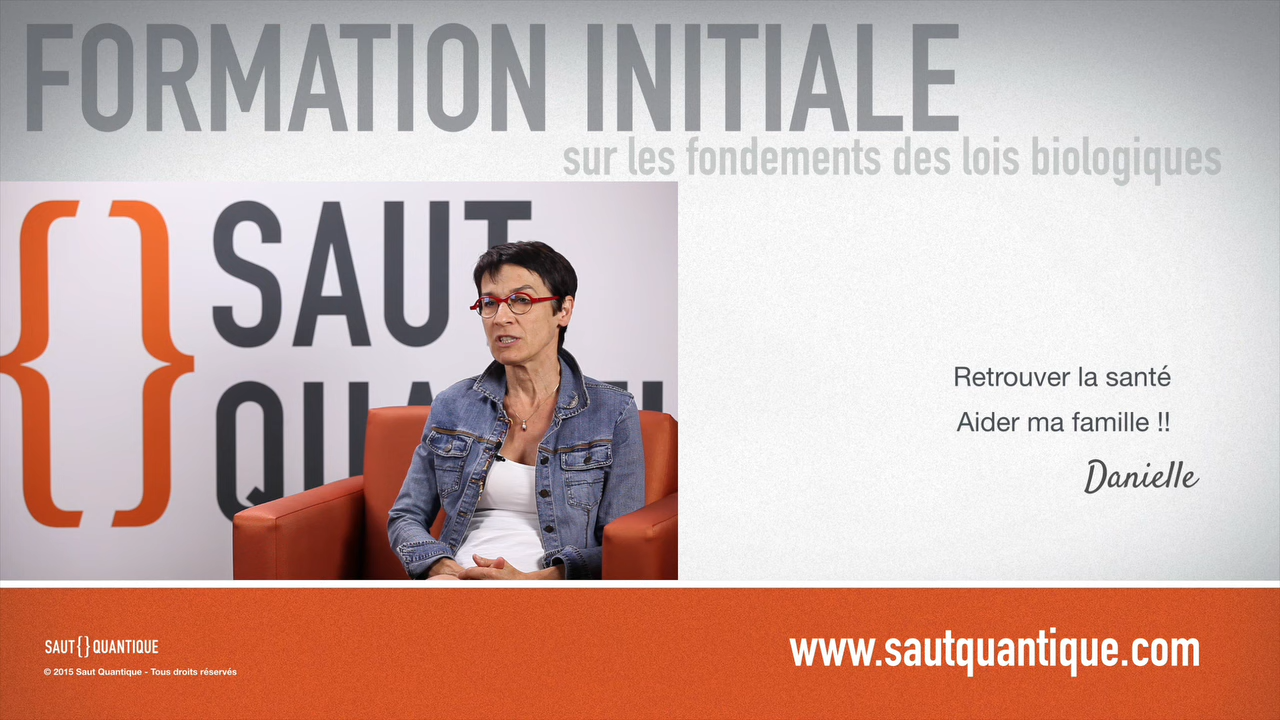 FORMATION INITIALE
sur les fondements des lois biologiques
{} SAUT
Retrouver la santé
Aider ma famille !!
Danielle
SAUT{}QUANTIQUE
www.sautquantique.com
© 2015 Saut Quantique - Tous droits réservés